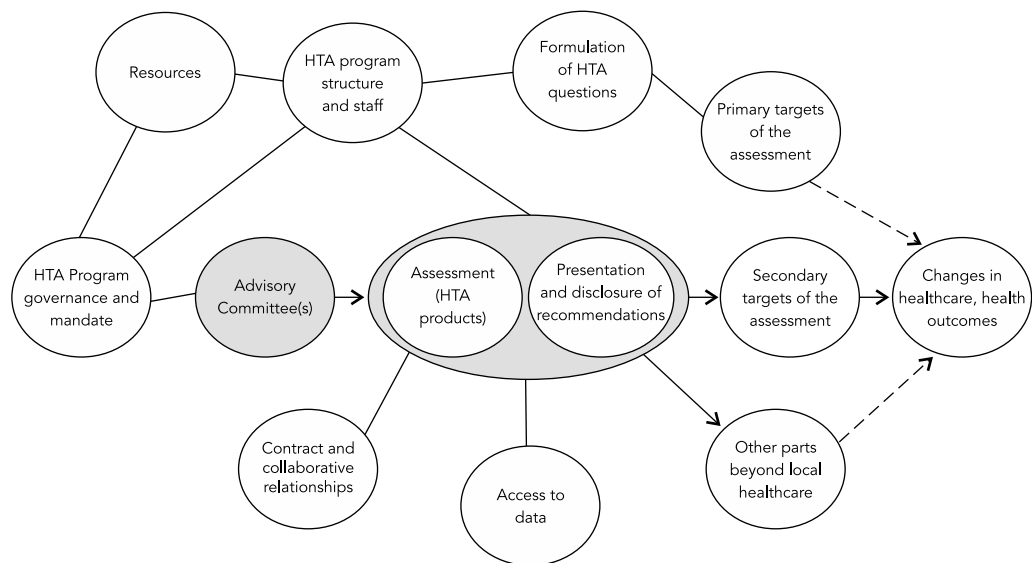 Resources
HTA program
structure
and staff
Formulation
of HTA
questions
Primary targets
of the
assessment
HTA Program
governance and
mandate
Advisory
Committee(s)
Assessment
(HTA
products)
Presentation
and disclosure of
recommendations
Secondary
targets of the
assessment
Changes in
healthcare, health
outcomes
Contract and
collaborative
relationships
Access to
data
Other parts
beyond local
healthcare